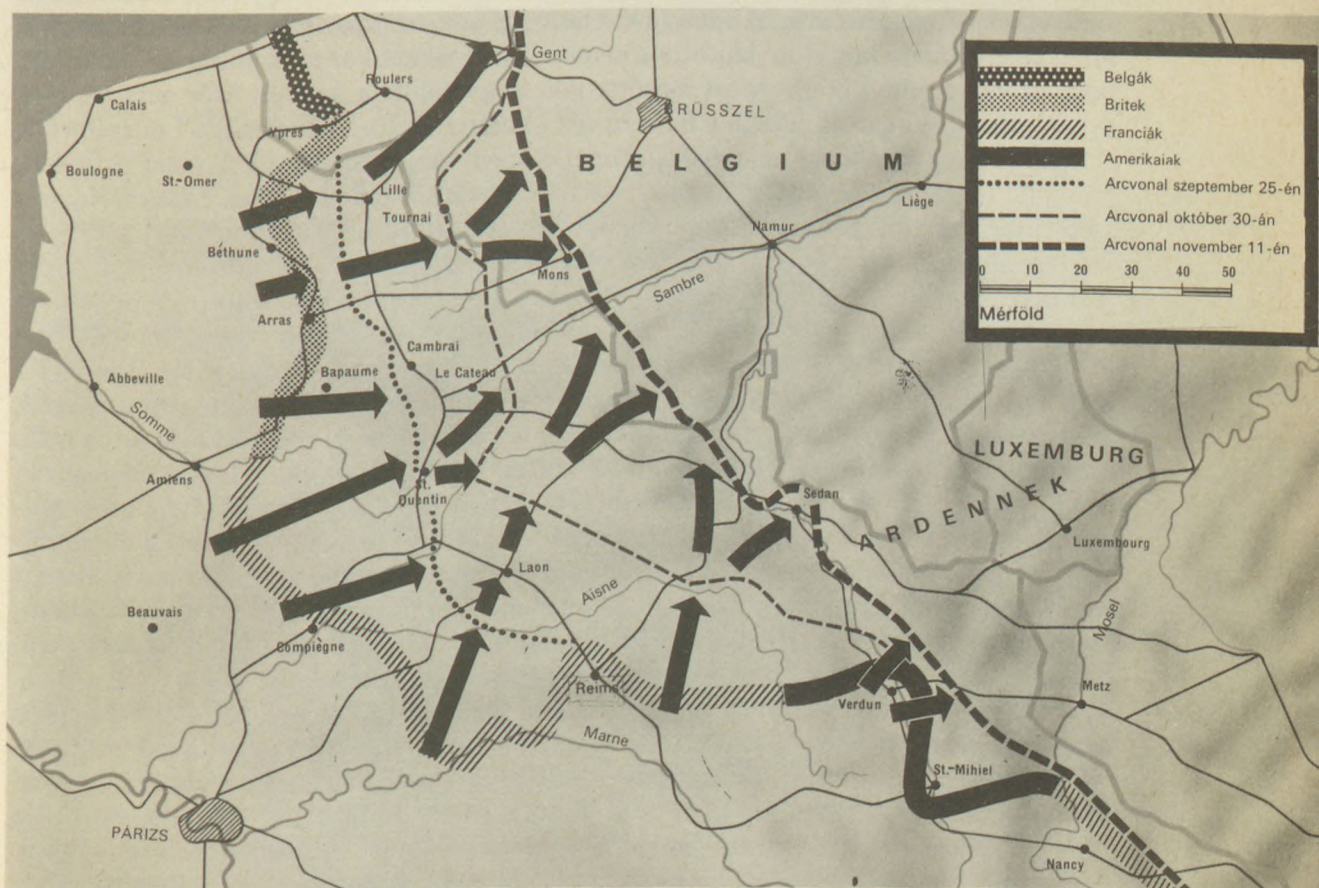 Gent
Roulers
Calais
BRÜSSZEL
Ypres
BELGIUM
Boulogne
St.-Omer
Lille
Tournai
Liège
Namur
Béthune
Mons
Sambre
Arras
Cambrai
Le Cateau
Abbeville
Bapaume
Somme
LUXEMBURG
Amiens
St. Quentin
Sedan
ARDENNEK
Luxembourg
Laon
Aisne
Beauvais
Compiègne
Mosel
Reims
Verdun
Metz
Marne
St.-Mihiel
PÁRIZS
Nancy
Belgák
Britek
Franciák
Amerikaiak
Arcvonal szeptember 25-én
Arcvonal október 30-án
Arcvonal november 11-én
0 10 20 30 40 50
Mérföld